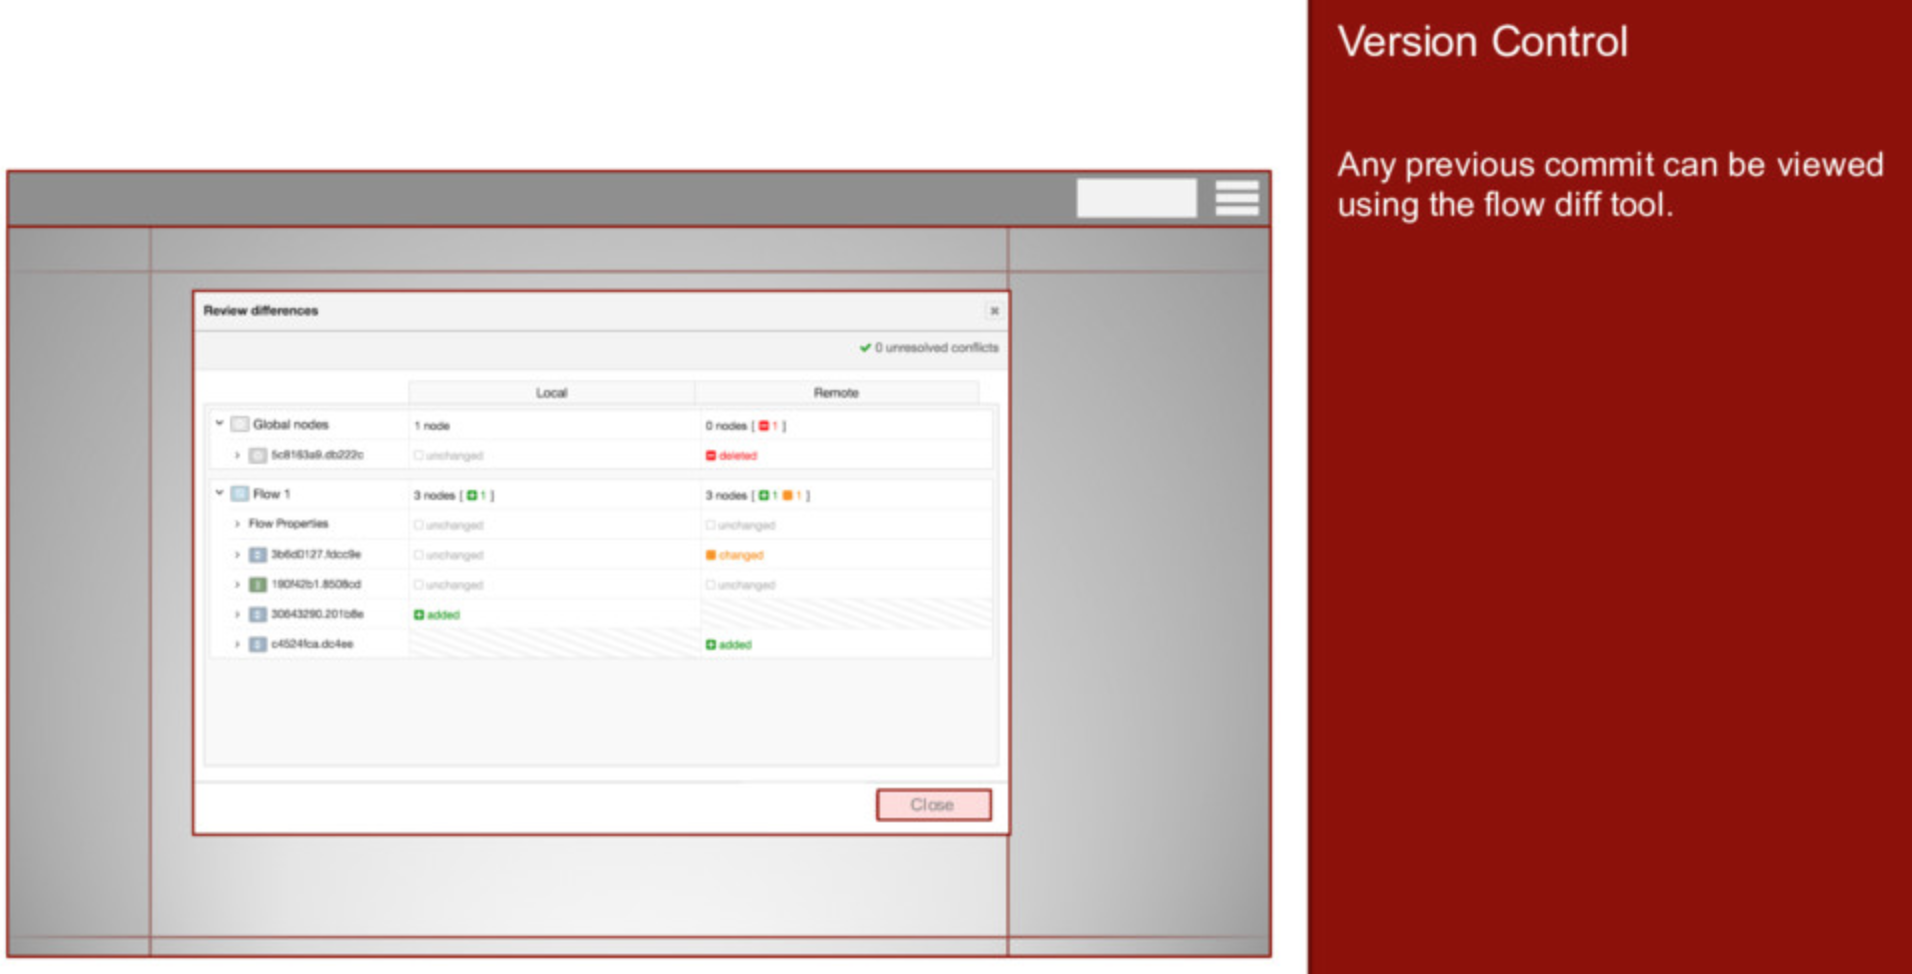 Version Control
Any previous commit can be viewed
using the flow diff tool.
Review differences
0 unresolved conflicts
Local Remote
Global nodes 1 node 0 nodes [ 1 ]
5c8163a9.db222c unchanged deleted
Flow 1 3 nodes [ 1 ] 3 nodes [ 1 1 ]
Flow Properties unchanged unchanged
3b6d0127.fdcc9e unchanged changed
190f42b1.8508cd unchanged unchanged
30643290.201b8e added
c4524fca.dc4ee added
Close